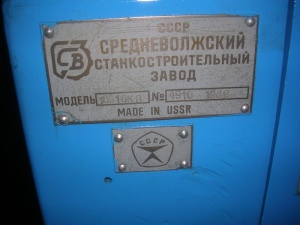 СССР
СВ
СРЕДНЕВОЛЖСКИЙ
СТАНКОСТРОИТЕЛЬНЫЙ
ЗАВОД
МОДЕЛЬ №
MADE IN USSR
СССР